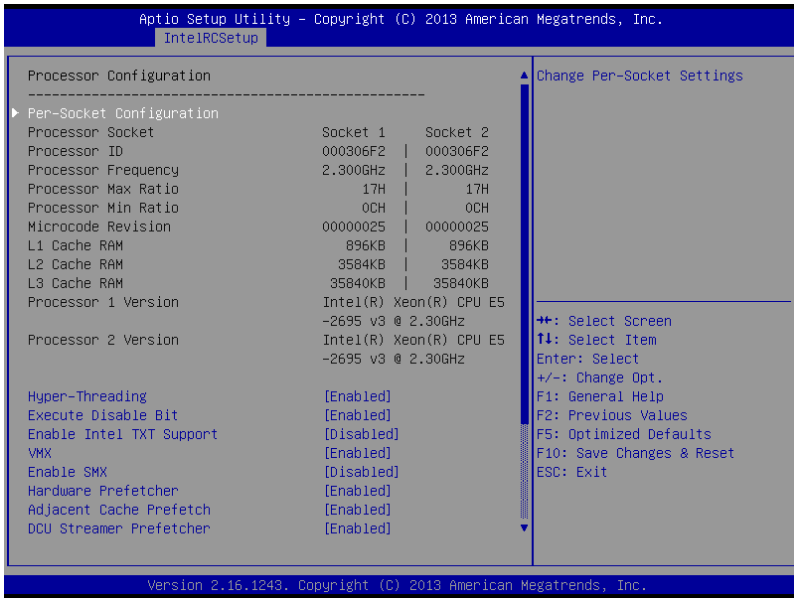 Aptio Setup Utility – Copyright (C) 2013 American Megatrends, Inc.
IntelRCSetup
Processor Configuration
--------------------------------------------------
Per-Socket Configuration
Processor Socket Socket 1 Socket 2
Processor ID 000306F2 | 000306F2
Processor Frequency 2.300GHz | 2.300GHz
Processor Max Ratio 17H | 17H
Processor Min Ratio 0CH | 0CH
Microcode Revision 00000025 | 00000025
L1 Cache RAM 896KB | 896KB
L2 Cache RAM 3584KB | 3584KB
L3 Cache RAM 35840KB | 35840KB
Processor 1 Version Intel(R) Xeon(R) CPU E5
-2695 v3 @ 2.30GHz
Processor 2 Version Intel(R) Xeon(R) CPU E5
-2695 v3 @ 2.30GHz
Hyper-Threading [Enabled]
Execute Disable Bit [Enabled]
Enable Intel TXT Support [Disabled]
VMX [Enabled]
Enable SMX [Disabled]
Hardware Prefetcher [Enabled]
Adjacent Cache Prefetch [Enabled]
DCU Streamer Prefetcher [Enabled]
Change Per-Socket Settings
→←: Select Screen
↑↓: Select Item
Enter: Select
+/-: Change Opt.
F1: General Help
F2: Previous Values
F5: Optimized Defaults
F10: Save Changes & Reset
ESC: Exit
Version 2.16.1243. Copyright (C) 2013 American Megatrends, Inc.